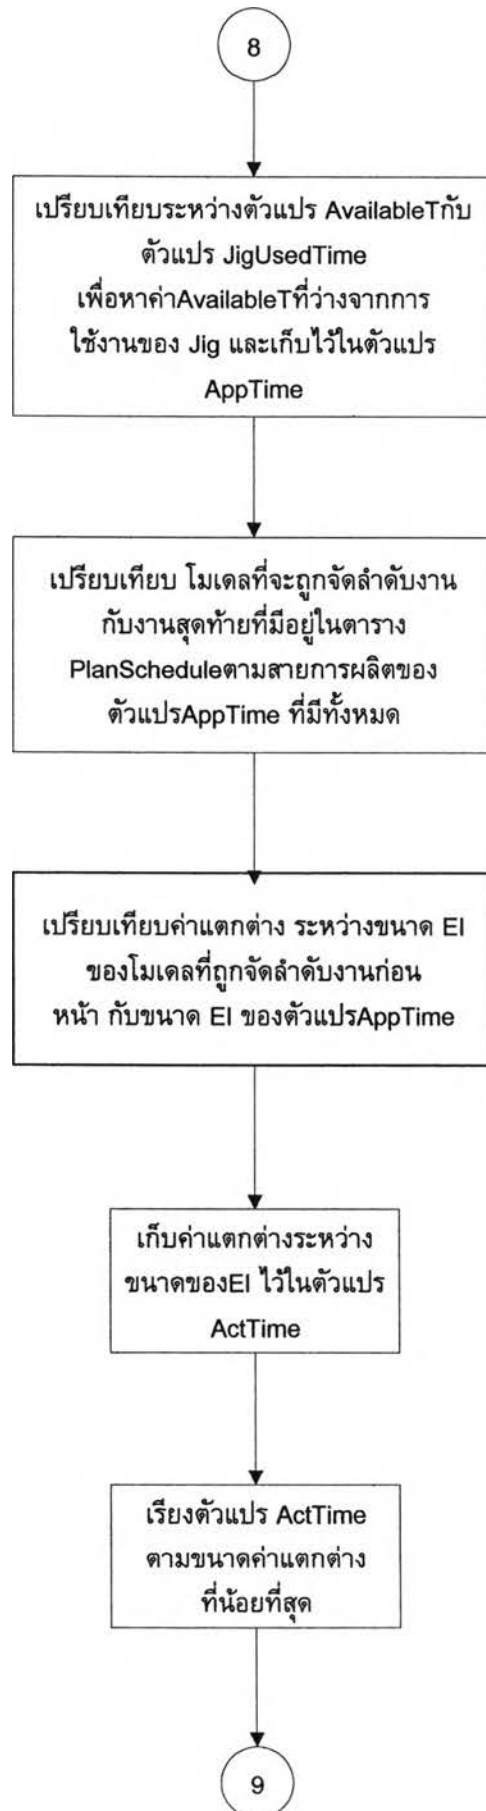 8
เปรียบเทียบระหว่างตัวแปร AvailableTกับ
ตัวแปร JigUsedTime
เพื่อหาค่าAvailableTที่ว่างจากการ
ใช้งานของ Jig และเก็บไว้ในตัวแปร
AppTime
เปรียบเทียบ โมเดลที่จะถูกจัดลำดับงาน
กับงานสุดท้ายที่มีอยู่ในตาราง
PlanScheduleตามสายการผลิตของ
ตัวแปรAppTime ที่มีทั้งหมด
เปรียบเทียบค่าแตกต่าง ระหว่างขนาด EI
ของโมเดลที่ถูกจัดลำดับงานก่อน
หน้า กับขนาด EI ของตัวแปรAppTime
เก็บค่าแตกต่างระหว่าง
ขนาดของEI ไว้ในตัวแปร
ActTime
เรียงตัวแปร ActTime
ตามขนาดค่าแตกต่าง
ที่น้อยที่สุด
9